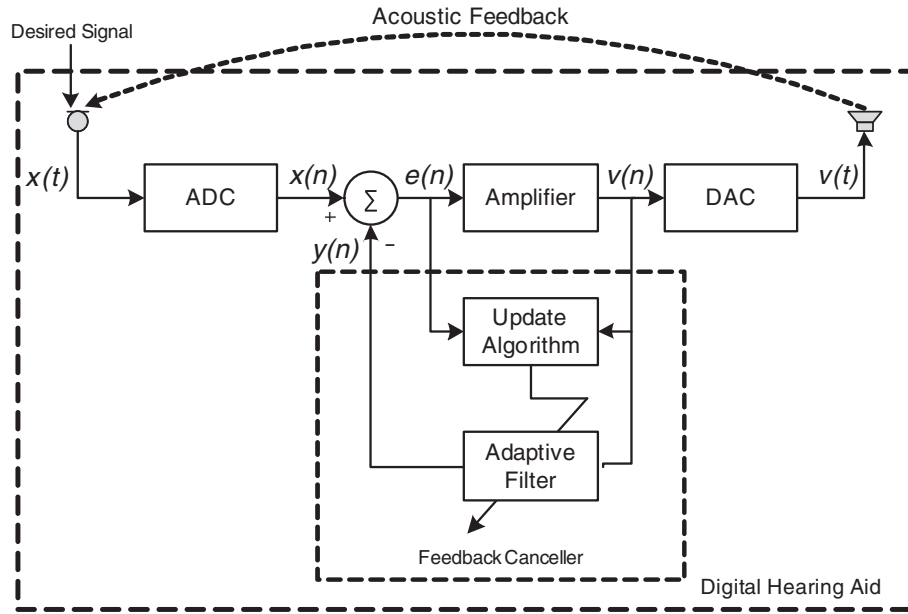 Acoustic Feedback
Desired Signal
x(t)
ADC
x(n)
+
Σ
e(n)
Amplifier
v(n)
DAC
v(t)
y(n)
−
Update
Algorithm
Adaptive
Filter
Feedback Canceller
Digital Hearing Aid